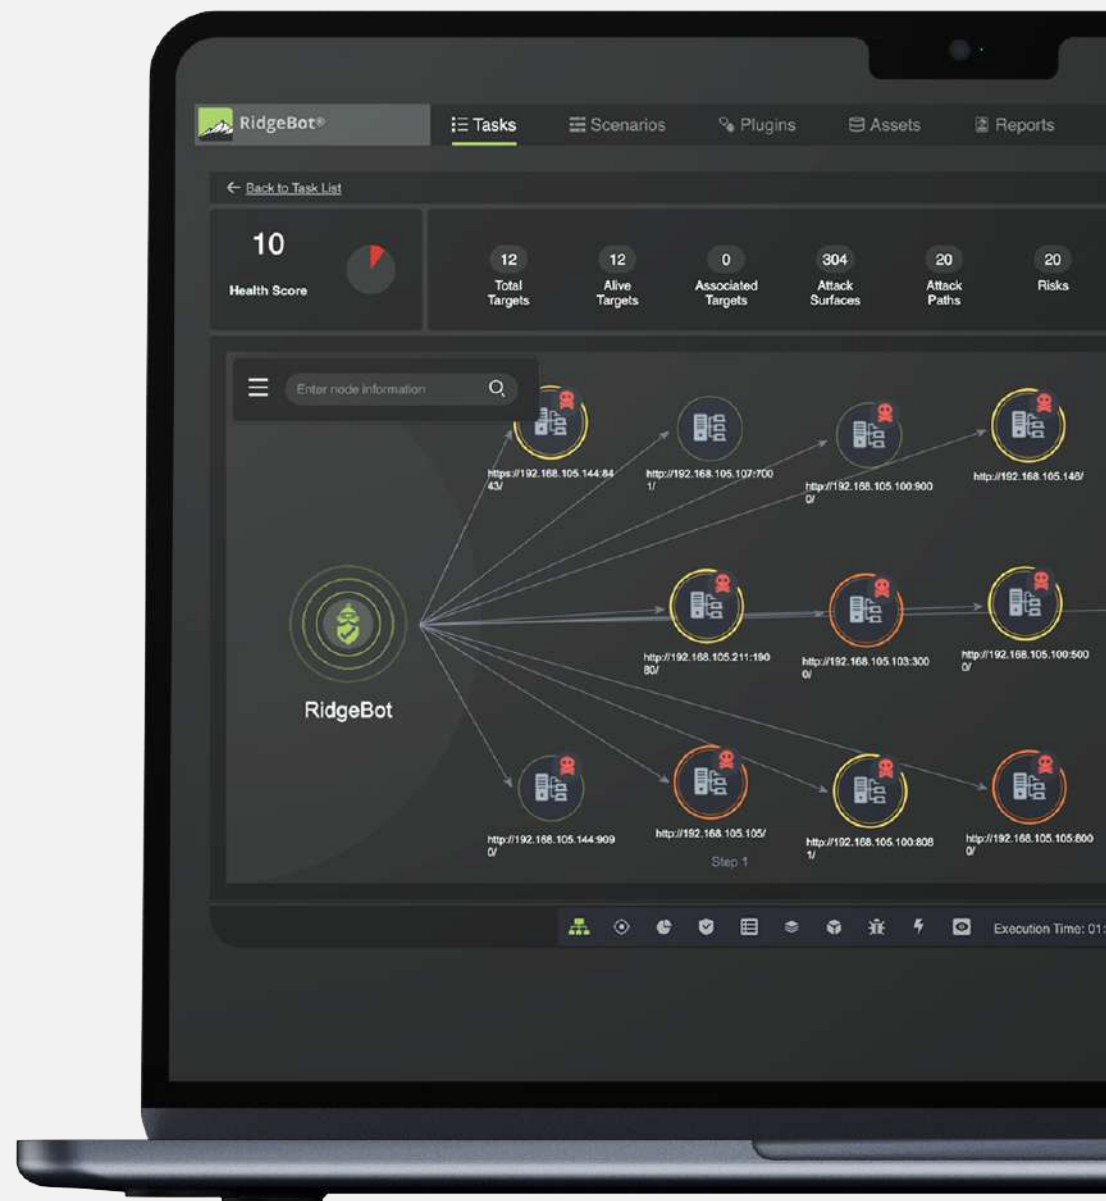 RidgeBot®
Tasks
Scenarios
Plugins
Assets
Reports
Back to Task List
10
Health Score
12
Total
Targets
12
Alive
Targets
0
Associated
Targets
304
Attack
Surfaces
20
Attack
Paths
20
Risks
Enter node information
https://192.168.105.144:84
43/
http://192.168.105.107:700
1/
http://192.168.105.100:900
0/
http://192.168.105.146/
http://192.168.105.211:190
80/
http://192.168.105.103:300
0/
http://192.168.105.100:500
0/
RidgeBot
http://192.168.105.144:909
0/
http://192.168.105.105/
http://192.168.105.100:808
1/
http://192.168.105.105:800
0/
Step 1
Execution Time: 01: